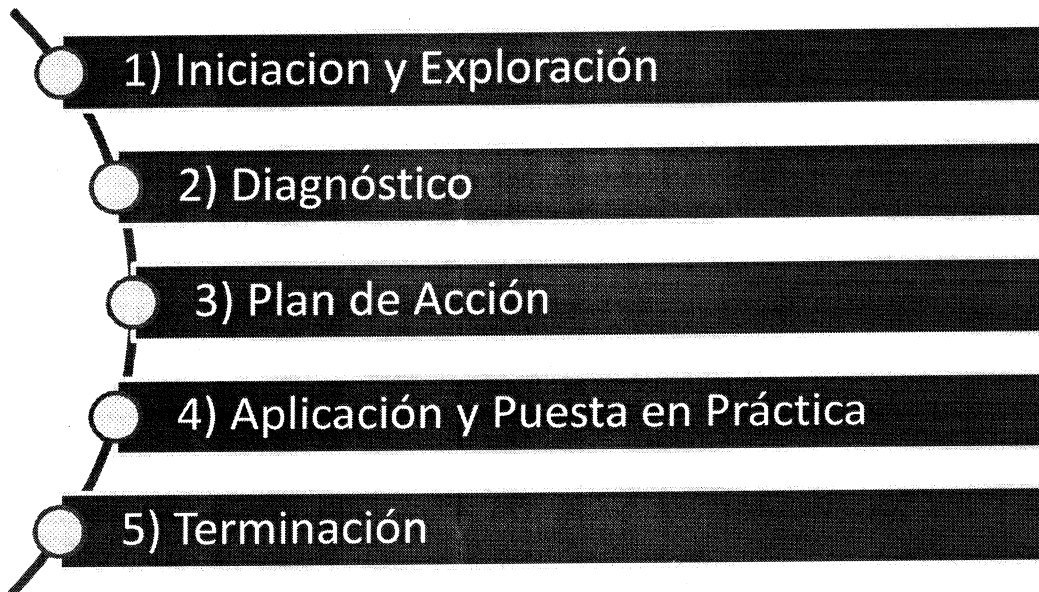 1) Iniciacion y Exploración
2) Diagnóstico
3) Plan de Acción
4) Aplicación y Puesta en Práctica
5) Terminación